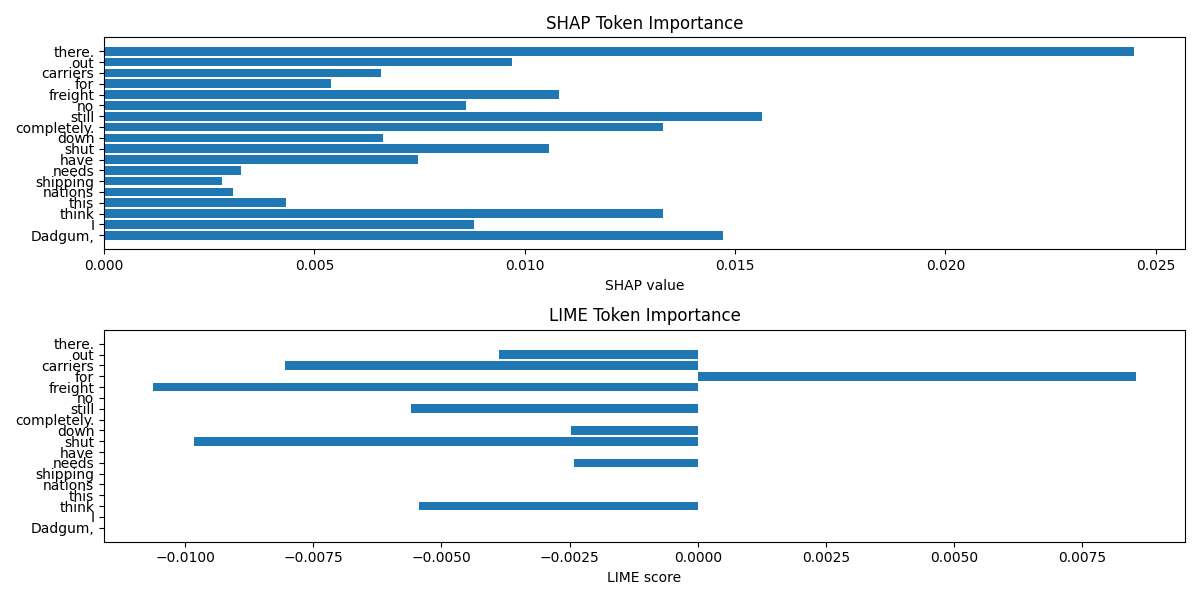 SHAP Token Importance
there.
out
carriers
for
freight
no
still
completely.
down
shut
have
needs
shipping
nations
this
think
I
Dadgum,
0.000 0.005 0.010 0.015 0.020 0.025
SHAP value
LIME Token Importance
there.
out
carriers
for
freight
no
still
completely.
down
shut
have
needs
shipping
nations
this
think
I
Dadgum,
−0.0100 −0.0075 −0.0050 −0.0025 0.0000 0.0025 0.0050 0.0075
LIME score